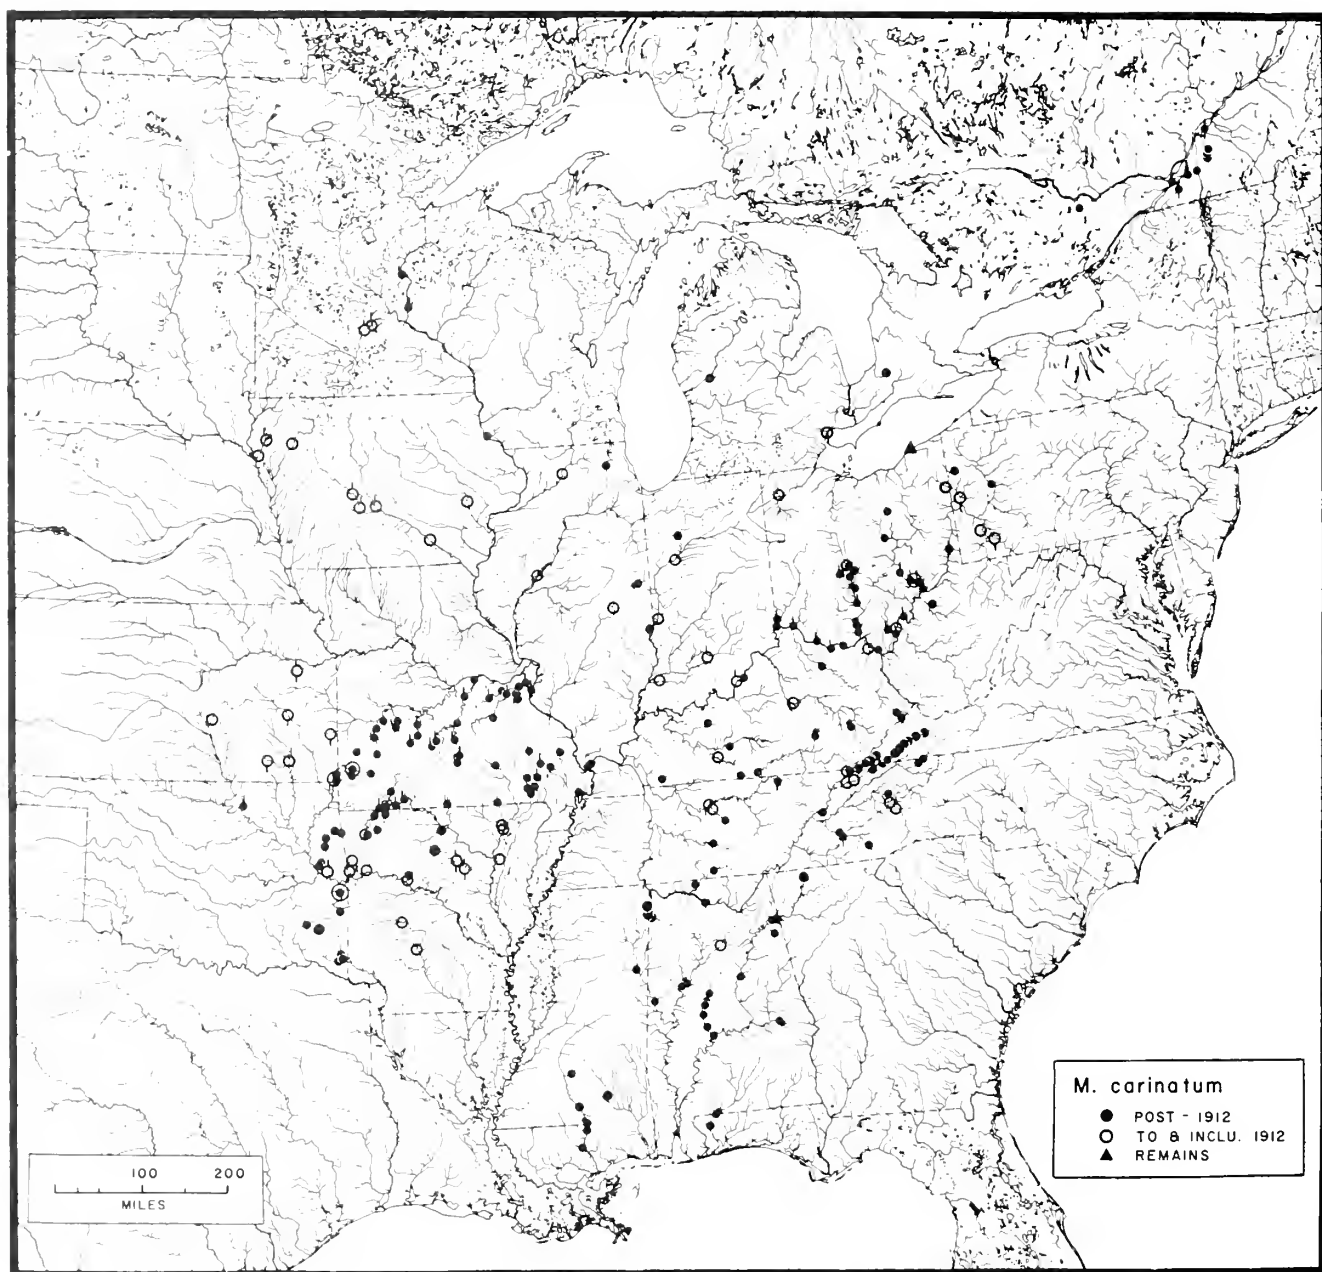 M. carinatum
● POST - 1912
○ TO & INCLU. 1912
▲ REMAINS
100 200
MILES